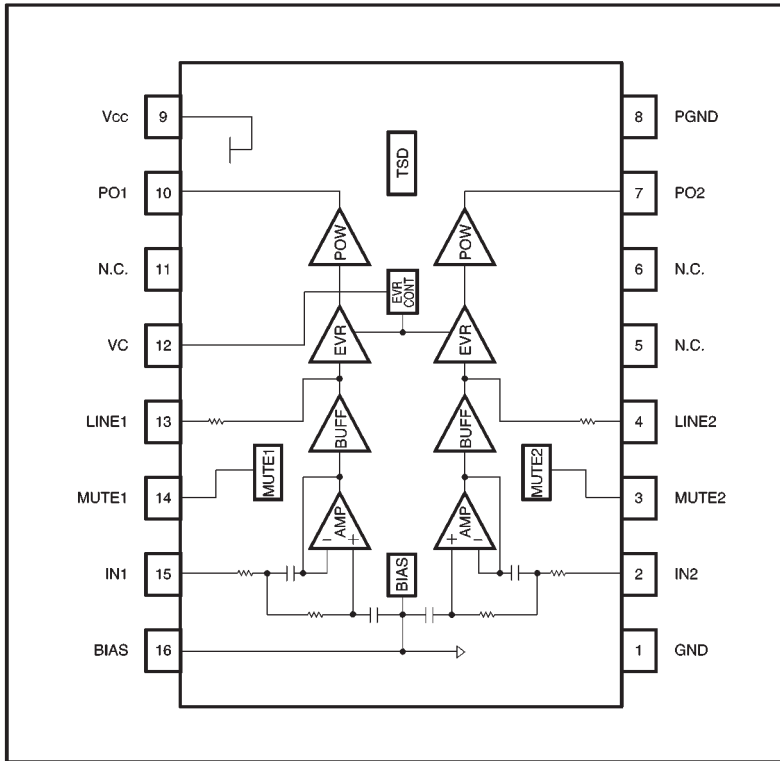 Vcc 9
TSD
8 PGND
PO1 10
7 PO2
POW
POW
N.C. 11
6 N.C.
EVR CONT
VC 12
EVR
EVR
5 N.C.
LINE1 13
BUFF
BUFF
4 LINE2
MUTE1 14
MUTE1
MUTE2
3 MUTE2
AMP
− +
AMP
+ −
IN1 15
BIAS
2 IN2
BIAS 16
1 GND